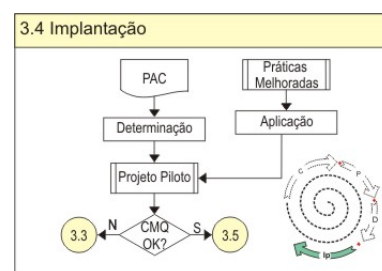 3.4 Implantação
PAC
Práticas
Melhoradas
Determinação
Aplicação
Projeto Piloto
CMQ
OK?
N
S
3.3
3.5
C
P
D
Ip